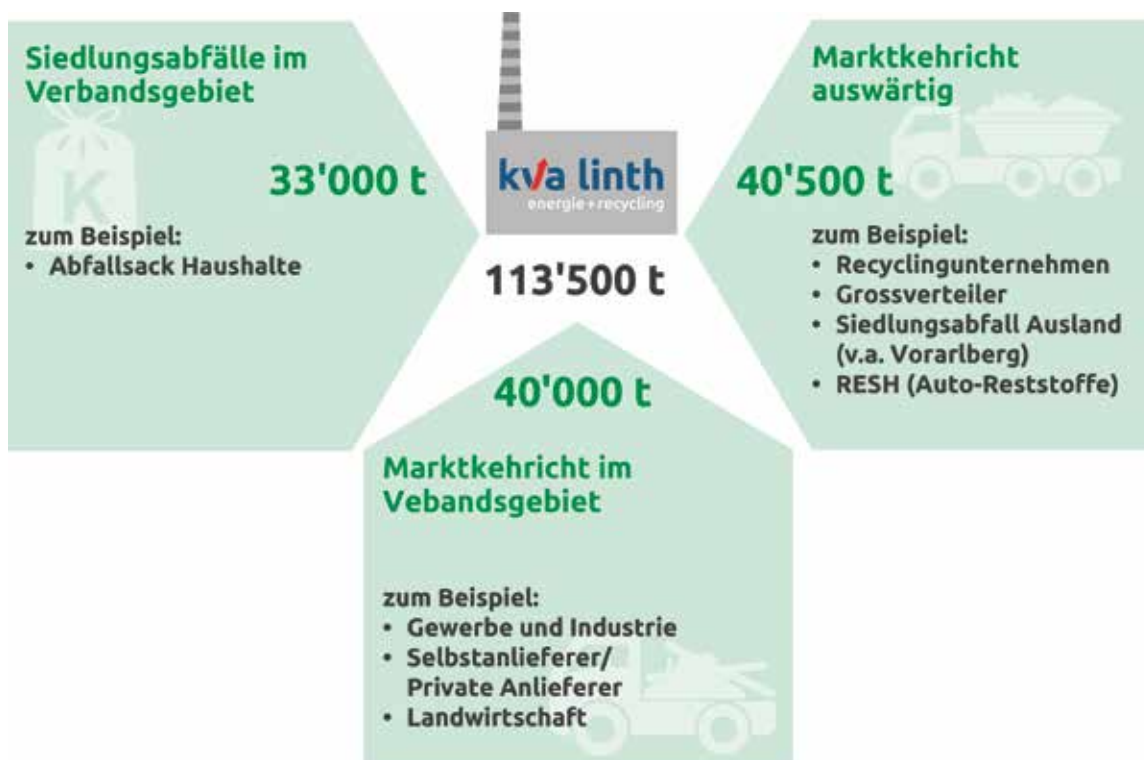 Siedlungsabfälle im
Verbandsgebiet
33'000 t
K
zum Beispiel:
• Abfallsack Haushalte
kva linth
energie+recycling
113'500 t
Marktkehricht
auswärtig
40'500 t
zum Beispiel:
• Recyclingunternehmen
• Grossverteiler
• Siedlungsabfall Ausland
(v.a. Vorarlberg)
• RESH (Auto-Reststoffe)
40'000 t
Marktkehricht im
Vebandsgebiet
zum Beispiel:
• Gewerbe und Industrie
• Selbstanlieferer/
Private Anlieferer
• Landwirtschaft